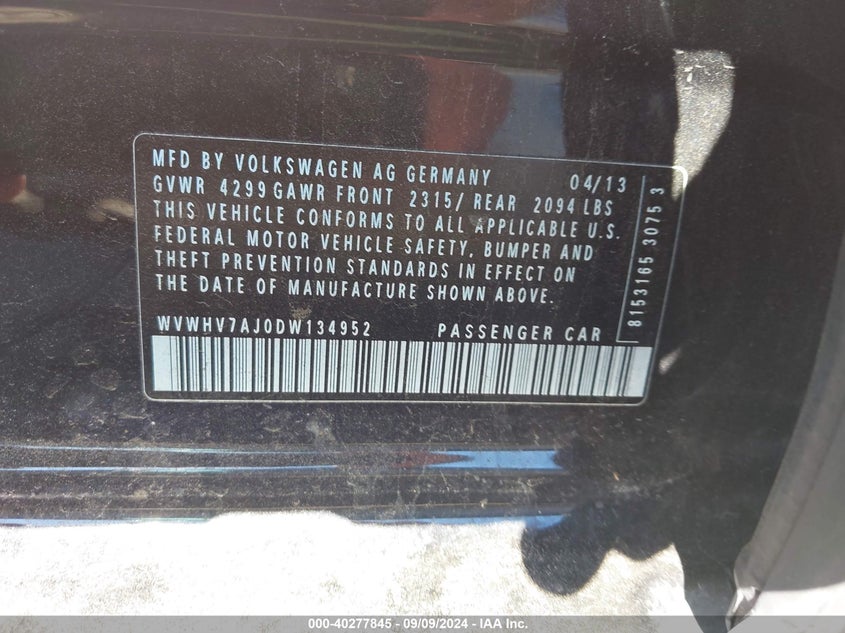 MFD BY VOLKSWAGEN AG GERMANY 04/13
GVWR 4299 GAWR FRONT 2315/ REAR 2094 LBS
THIS VEHICLE CONFORMS TO ALL APPLICABLE U.S.
FEDERAL MOTOR VEHICLE SAFETY, BUMPER AND
THEFT PREVENTION STANDARDS IN EFFECT ON
THE DATE OF MANUFACTURE SHOWN ABOVE.
WVWHV7AJ0DW134952 PASSENGER CAR
8153165 3075 3
000-40277845 - 09/09/2024 - IAA Inc.